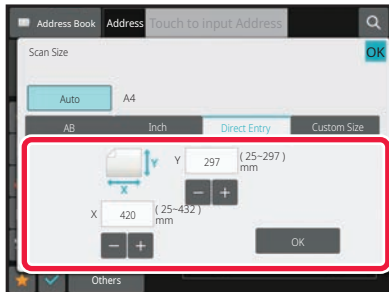 Address Book Address Touch to input Address
Scan Size OK
Auto A4
AB Inch Direct Entry Custom Size
Y Y 297 (25~297) mm
X
X 420 (25~432) mm
OK
Others